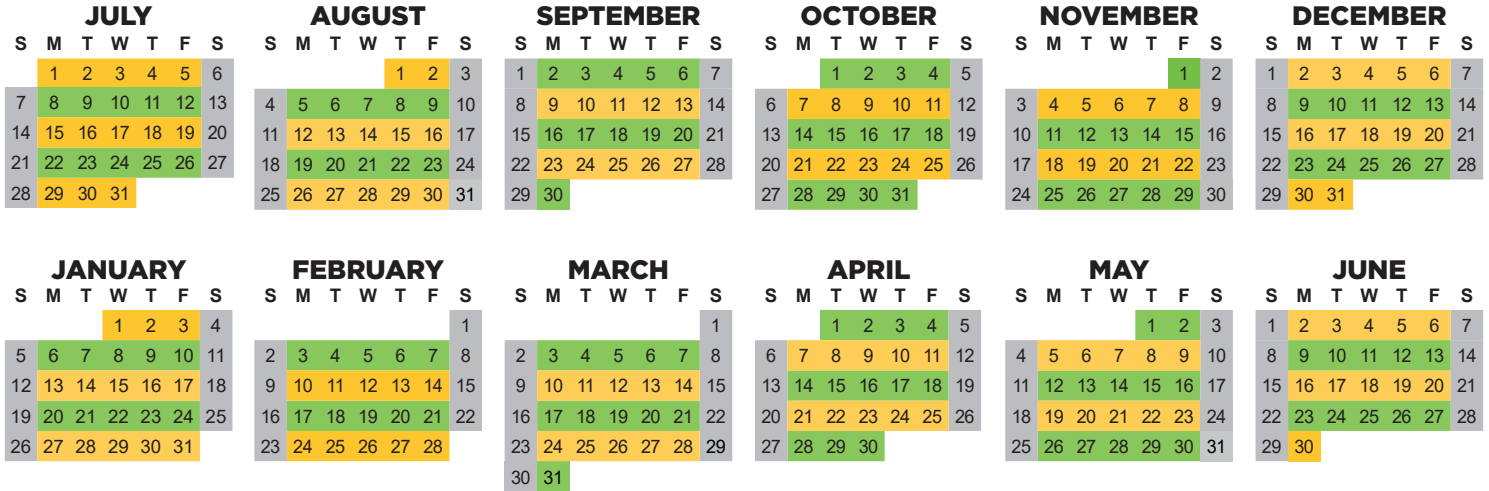 JULY
S M T W T F S
1 2 3 4 5 6
7 8 9 10 11 12 13
14 15 16 17 18 19 20
21 22 23 24 25 26 27
28 29 30 31
AUGUST
S M T W T F S
1 2 3
4 5 6 7 8 9 10
11 12 13 14 15 16 17
18 19 20 21 22 23 24
25 26 27 28 29 30 31
SEPTEMBER
S M T W T F S
1 2 3 4 5 6 7
8 9 10 11 12 13 14
15 16 17 18 19 20 21
22 23 24 25 26 27 28
29 30
OCTOBER
S M T W T F S
1 2 3 4 5
6 7 8 9 10 11 12
13 14 15 16 17 18 19
20 21 22 23 24 25 26
27 28 29 30 31
NOVEMBER
S M T W T F S
1 2
3 4 5 6 7 8 9
10 11 12 13 14 15 16
17 18 19 20 21 22 23
24 25 26 27 28 29 30
DECEMBER
S M T W T F S
1 2 3 4 5 6 7
8 9 10 11 12 13 14
15 16 17 18 19 20 21
22 23 24 25 26 27 28
29 30 31
JANUARY
S M T W T F S
1 2 3 4
5 6 7 8 9 10 11
12 13 14 15 16 17 18
19 20 21 22 23 24 25
26 27 28 29 30 31
FEBRUARY
S M T W T F S
1
2 3 4 5 6 7 8
9 10 11 12 13 14 15
16 17 18 19 20 21 22
23 24 25 26 27 28
MARCH
S M T W T F S
1
2 3 4 5 6 7 8
9 10 11 12 13 14 15
16 17 18 19 20 21 22
23 24 25 26 27 28 29
30 31
APRIL
S M T W T F S
1 2 3 4 5
6 7 8 9 10 11 12
13 14 15 16 17 18 19
20 21 22 23 24 25 26
27 28 29 30
MAY
S M T W T F S
1 2 3
4 5 6 7 8 9 10
11 12 13 14 15 16 17
18 19 20 21 22 23 24
25 26 27 28 29 30 31
JUNE
S M T W T F S
1 2 3 4 5 6 7
8 9 10 11 12 13 14
15 16 17 18 19 20 21
22 23 24 25 26 27 28
29 30